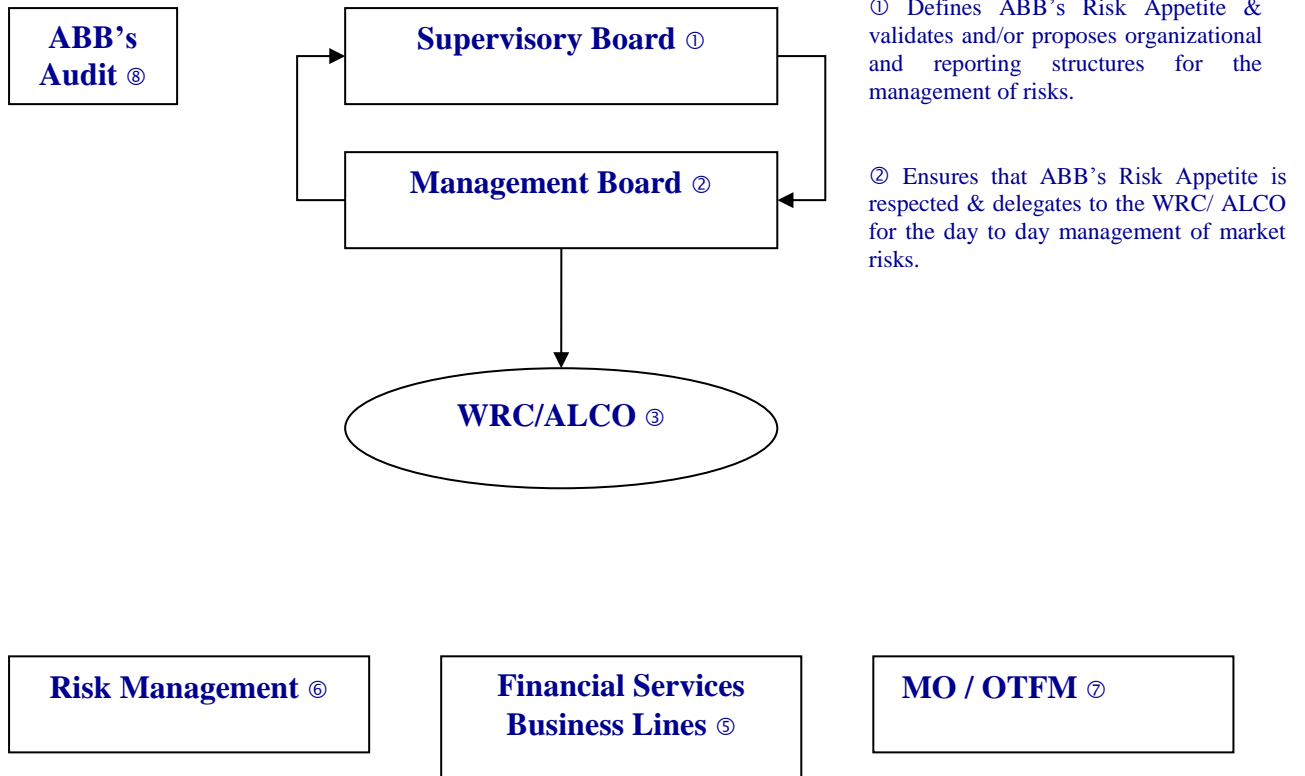 ABB's
Audit ⑧
Supervisory Board ①
① Defines ABB's Risk Appetite &
validates and/or proposes organizational
and reporting structures for the
management of risks.
Management Board ②
② Ensures that ABB's Risk Appetite is
respected & delegates to the WRC/ ALCO
for the day to day management of market
risks.
WRC/ALCO ③
Risk Management ⑥
Financial Services
Business Lines ⑤
MO / OTFM ⑦